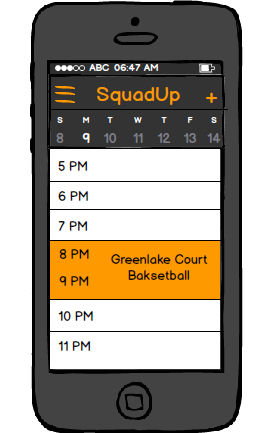 ABC 06:47 AM
SquadUp +
S M T W T F S
8 9 10 11 12 13 14
5 PM
6 PM
7 PM
8 PM
Greenlake Court
Baksetball
9 PM
10 PM
11 PM